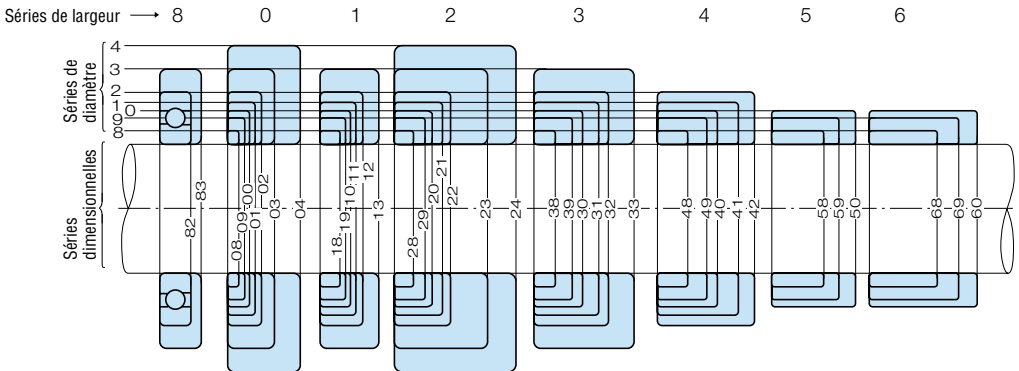 Séries de largeur 8 0 1 2 3 4 5 6
Séries de diamètre
4
3
2
1
0
9
8
Séries dimensionnelles
82 83
08 09 00 01 02 03 04
18 19 10 11 12 13
28 29 20 21 22 23 24
38 39 30 31 32 33
48 49 40 41 42
58 59 50
68 69 60